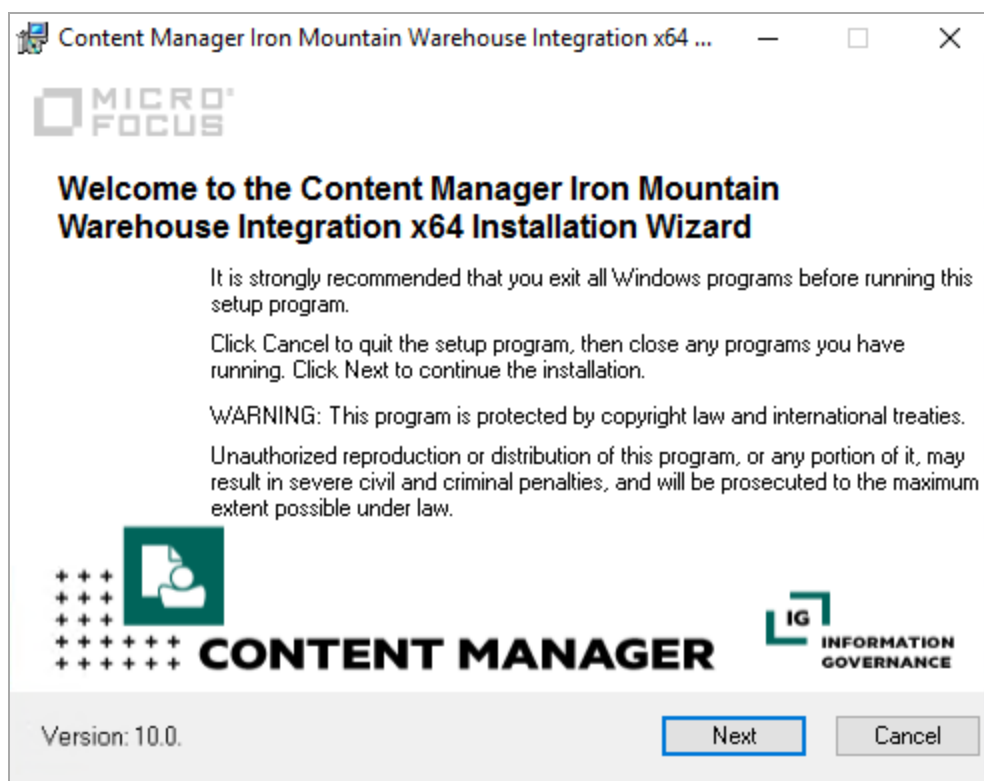 Content Manager Iron Mountain Warehouse Integration x64 ...
MICRO
FOCUS
Welcome to the Content Manager Iron Mountain
Warehouse Integration x64 Installation Wizard
It is strongly recommended that you exit all Windows programs before running this
setup program.
Click Cancel to quit the setup program, then close any programs you have
running. Click Next to continue the installation.
WARNING: This program is protected by copyright law and international treaties.
Unauthorized reproduction or distribution of this program, or any portion of it, may
result in severe civil and criminal penalties, and will be prosecuted to the maximum
extent possible under law.
CONTENT MANAGER
IG
INFORMATION
GOVERNANCE
Version: 10.0.
Next
Cancel